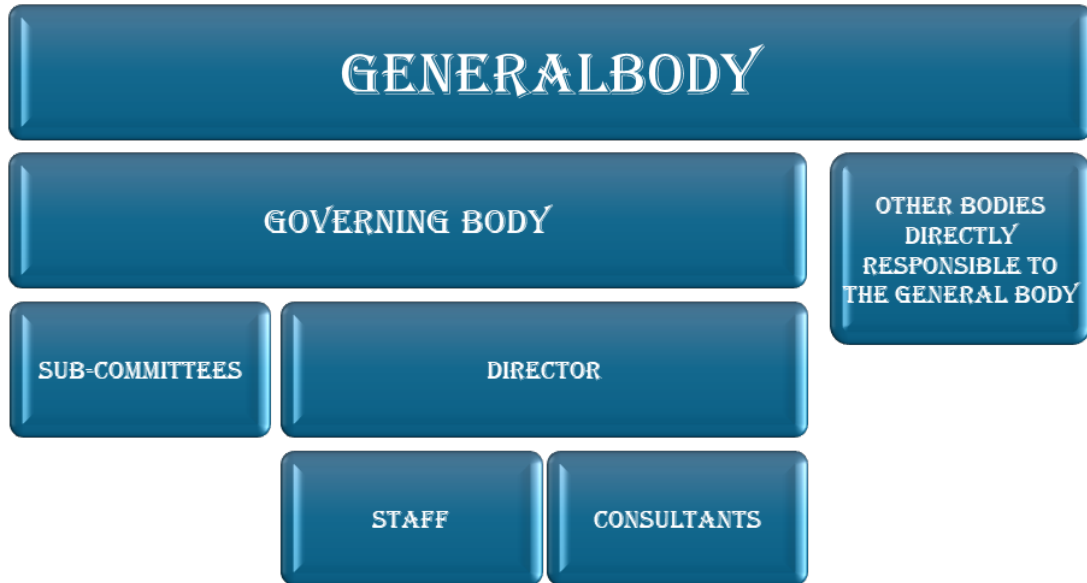 GENERALBODY
GOVERNING BODY
OTHER BODIES
DIRECTLY
RESPONSIBLE TO
THE GENERAL BODY
SUB-COMMITTEES
DIRECTOR
STAFF
CONSULTANTS